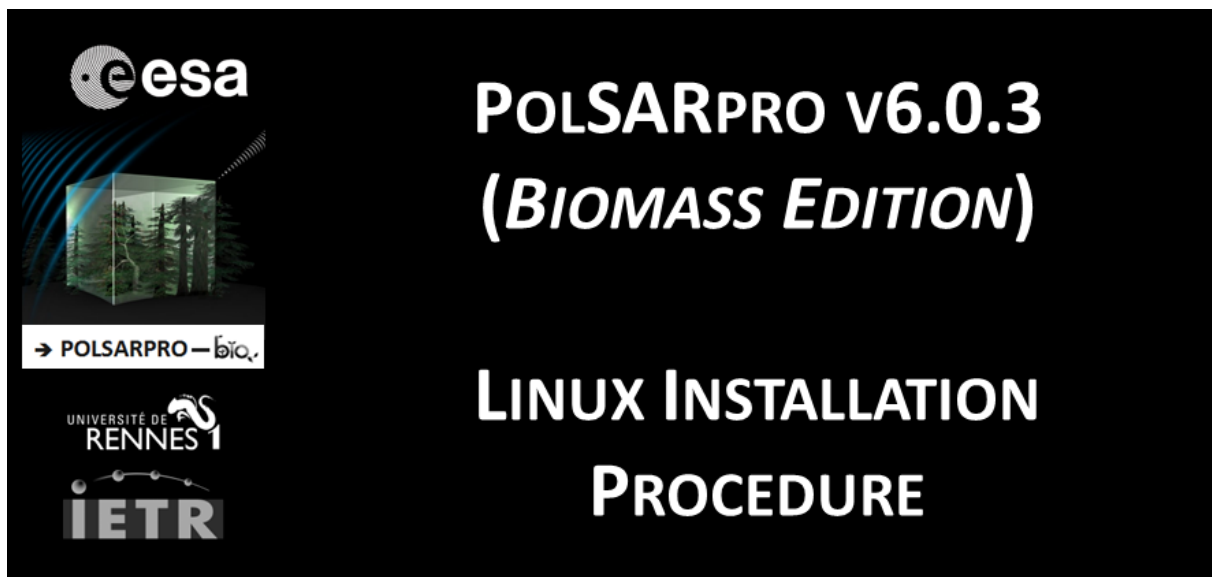 esa
→ POLSARPRO — bio
UNIVERSITÉ DE
RENNES 1
IETR
POLSARPRO V6.0.3
(BIOMASS EDITION)
LINUX INSTALLATION
PROCEDURE